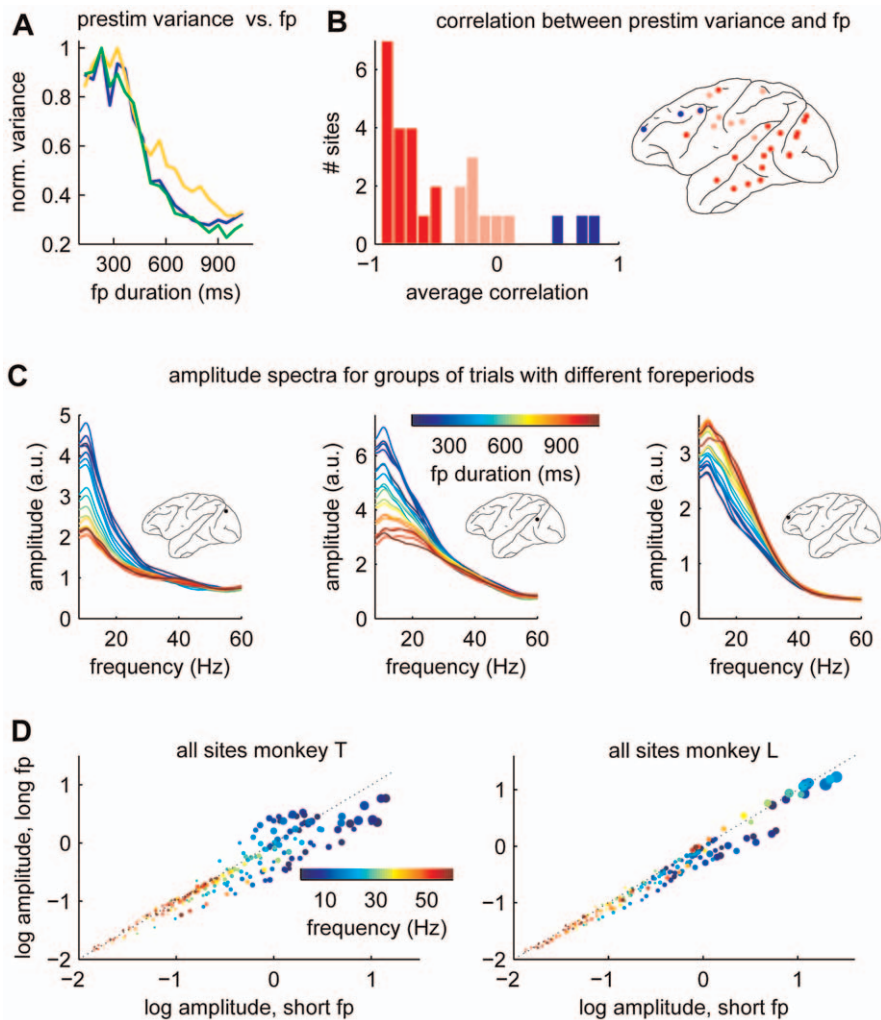 A
prestim variance vs. fp
norm. variance
1
0.8
0.6
0.4
0.2
300 600 900
fp duration (ms)
B
correlation between prestim variance and fp
# sites
6
4
2
0
−1 0 1
average correlation
C
amplitude spectra for groups of trials with different foreperiods
amplitude (a.u.)
5
4
3
2
1
0
20 40 60
frequency (Hz)
amplitude (a.u.)
6
4
2
0
20 40 60
frequency (Hz)
300 600 900
fp duration (ms)
amplitude (a.u.)
3
2
1
0
20 40 60
frequency (Hz)
D
all sites monkey T
log amplitude, long fp
1
0
−1
−2
−2 −1 0 1
log amplitude, short fp
10 30 50
frequency (Hz)
all sites monkey L
1
0
−1
−2
−2 −1 0 1
log amplitude, short fp